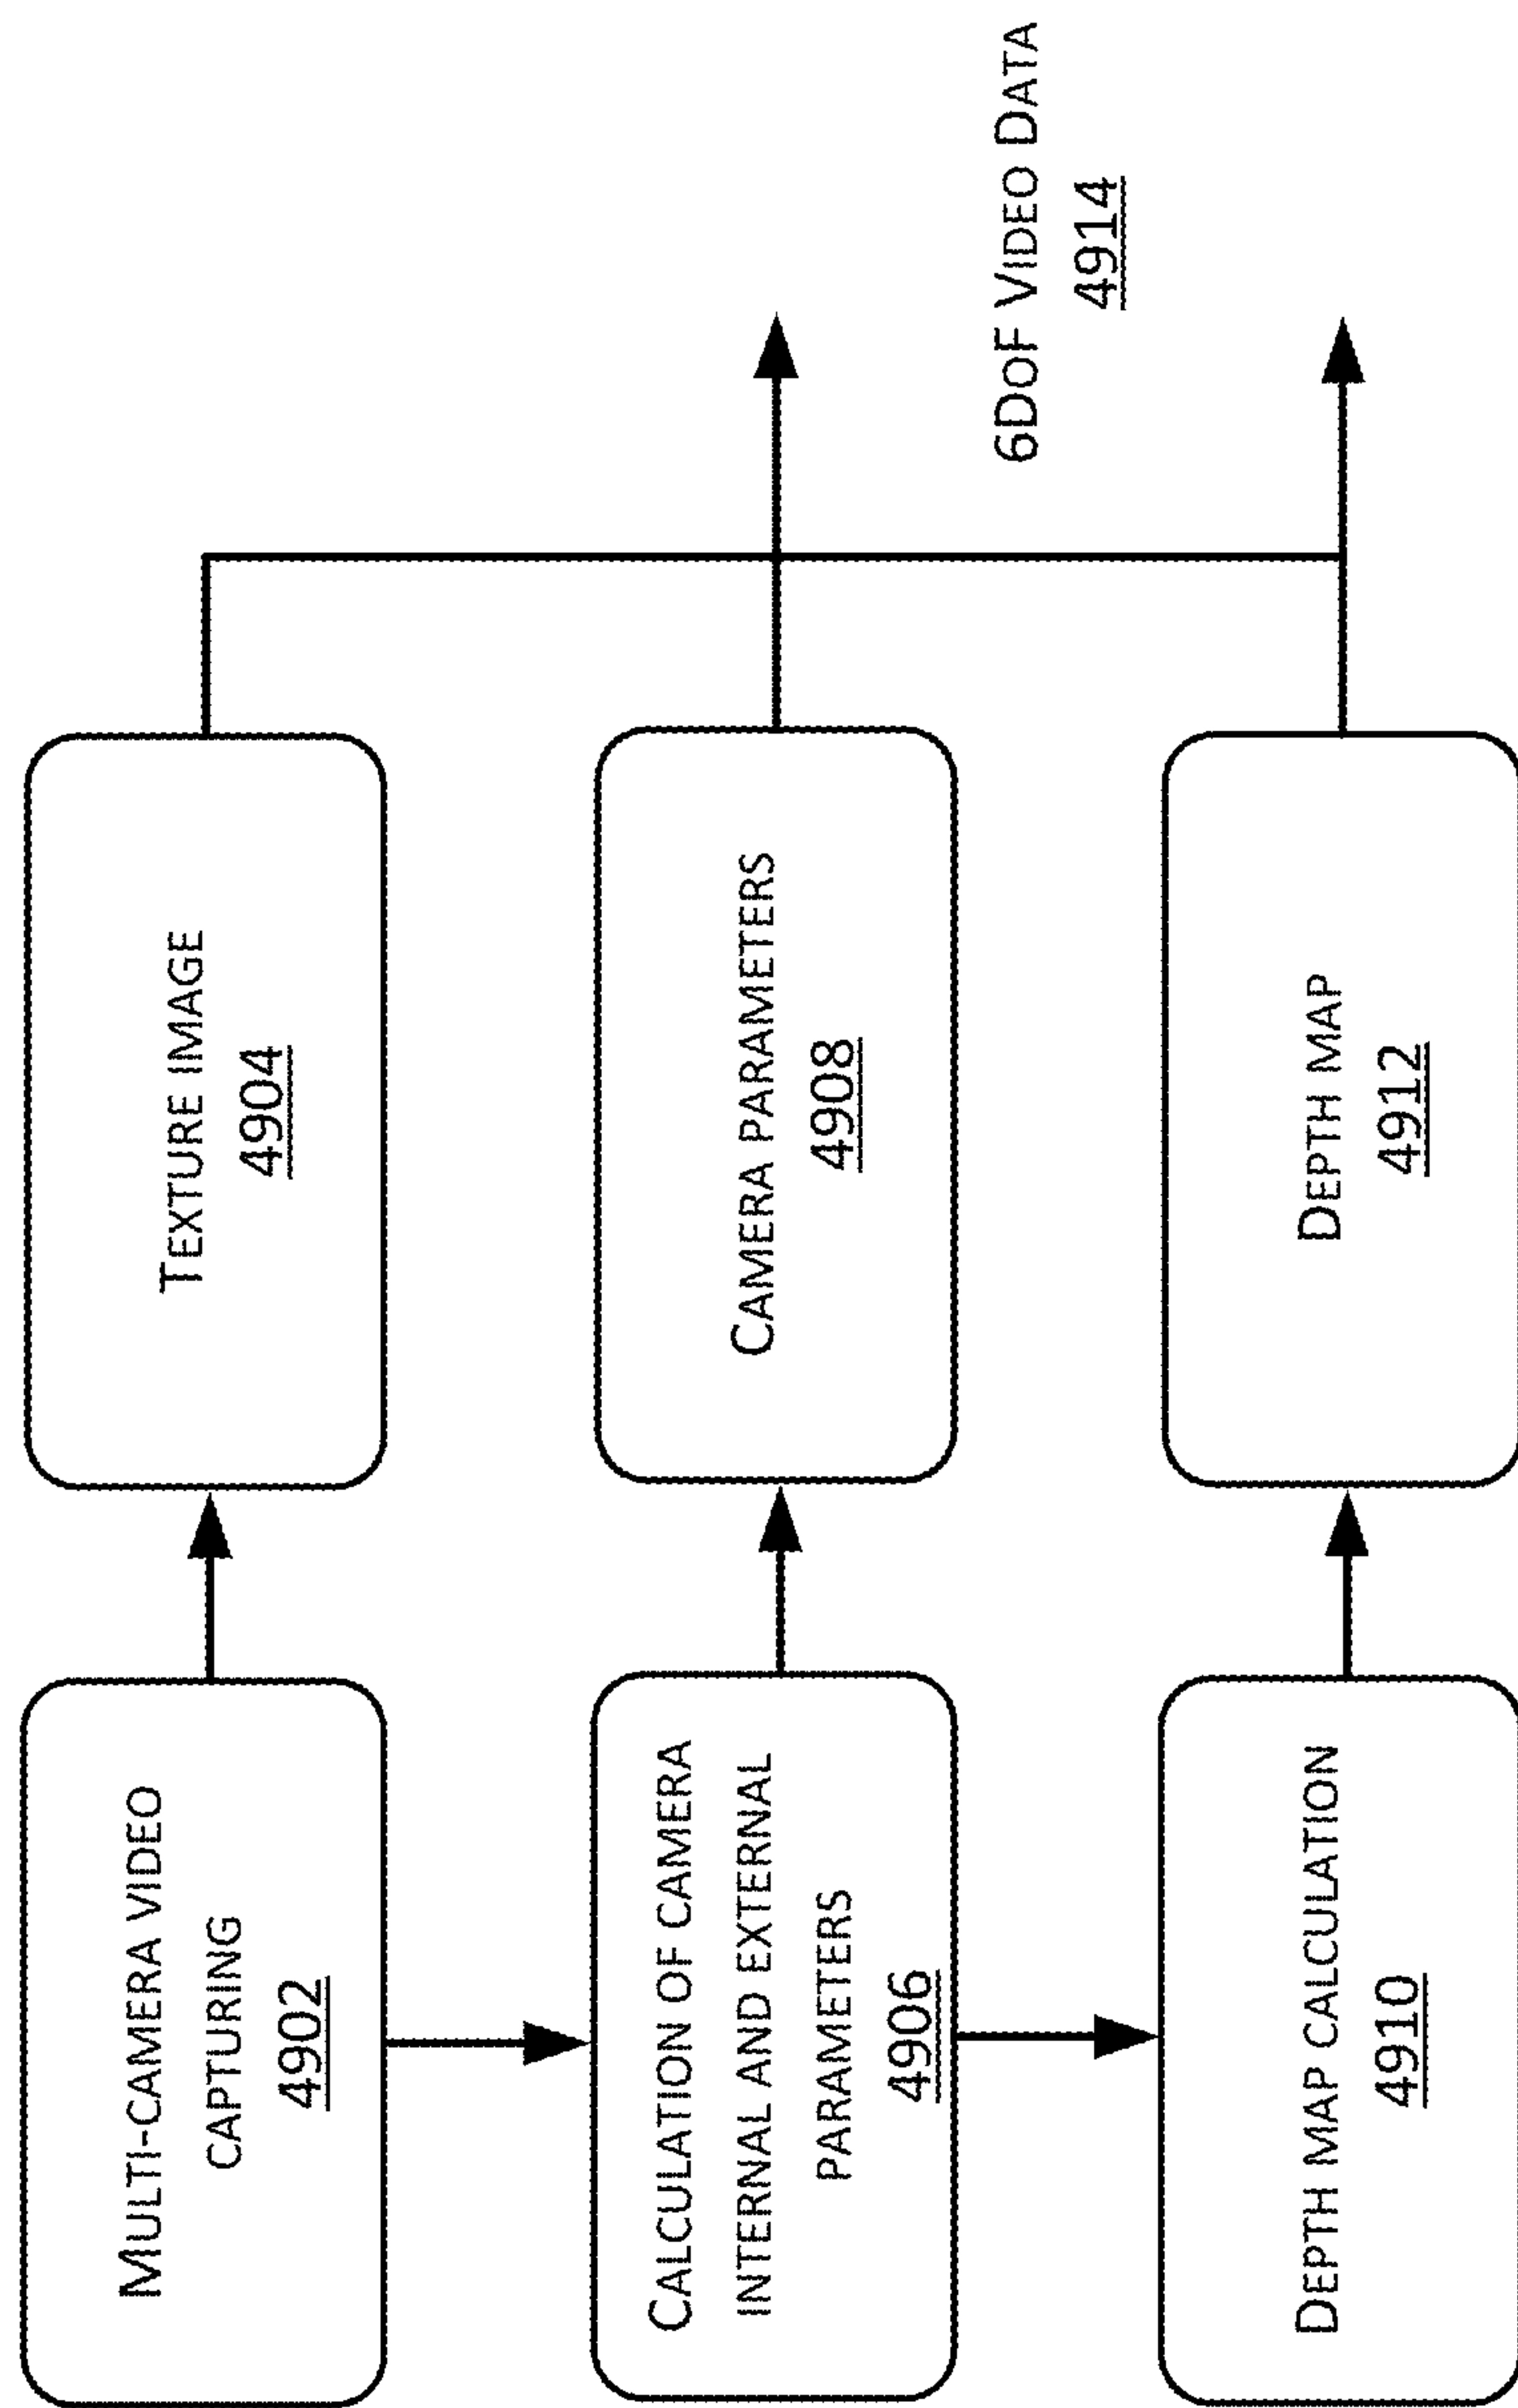 Multi-camera video
capturing
4902
Texture image
4904
Calculation of camera
internal and external
parameters
4906
Camera parameters
4908
Depth map calculation
4910
Depth map
4912
6DoF Video Data
4914